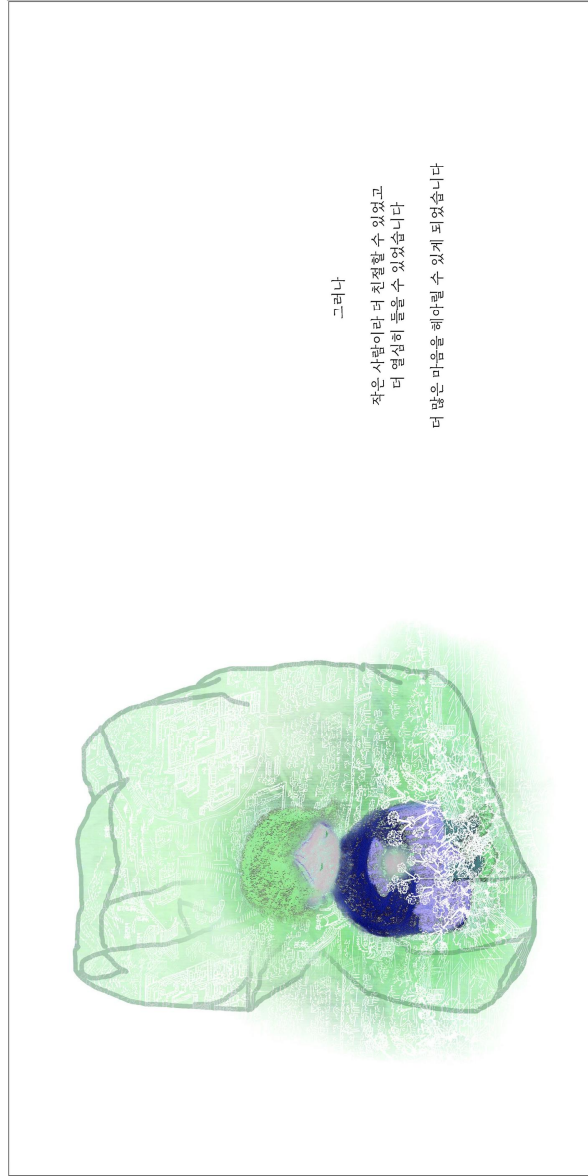 그러나
작은 사람이라 더 친절할 수 있었고
더 열심히 들을 수 있었습니다
더 많은 마음을 헤아릴 수 있게 되었습니다